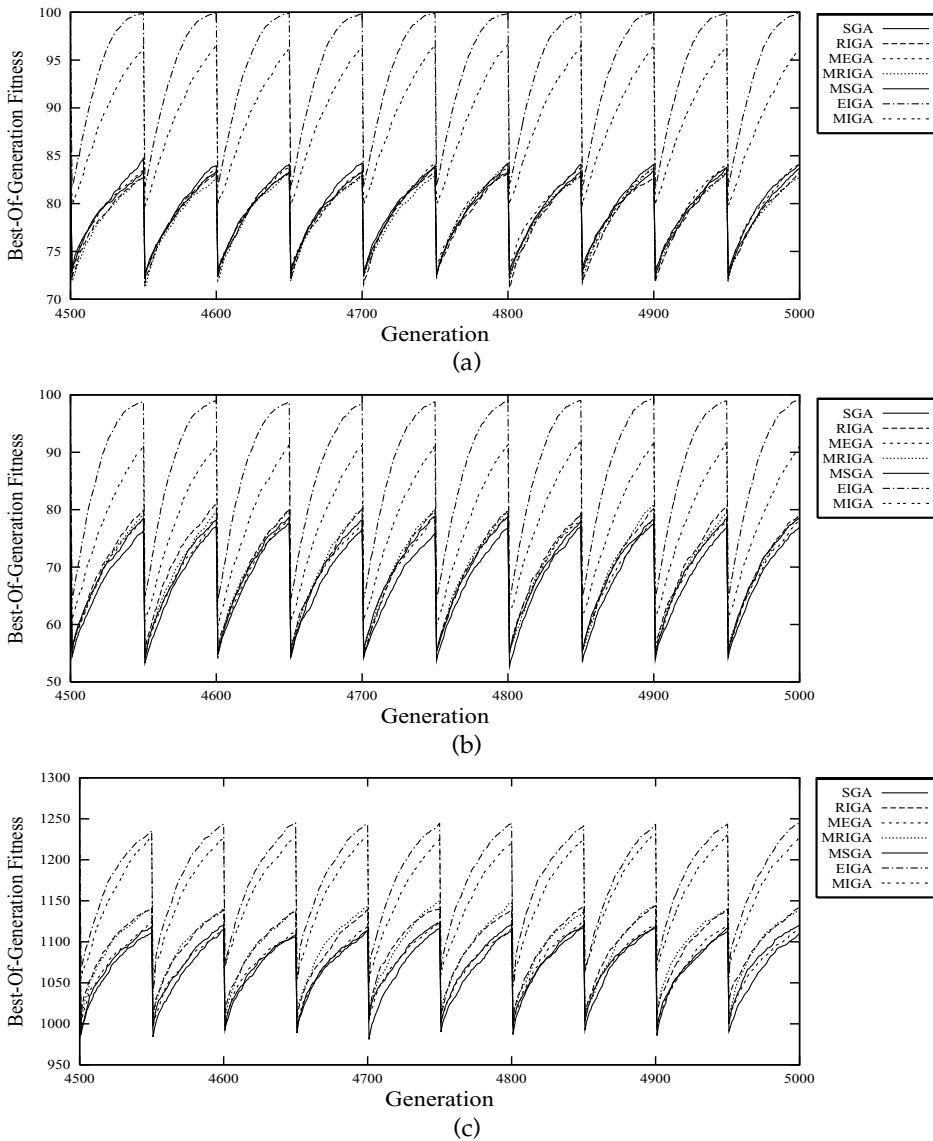 100
95
90
85
80
75
70
4500
4600
4700
4800
4900
5000
Best-Of-Generation Fitness
Generation
SGA
RIGA
MEGA
MRIGA
MSGA
EIGA
MIGA
(a)
100
90
80
70
60
50
4500
4600
4700
4800
4900
5000
Best-Of-Generation Fitness
Generation
SGA
RIGA
MEGA
MRIGA
MSGA
EIGA
MIGA
(b)
1300
1250
1200
1150
1100
1050
1000
950
4500
4600
4700
4800
4900
5000
Best-Of-Generation Fitness
Generation
SGA
RIGA
MEGA
MRIGA
MSGA
EIGA
MIGA
(c)